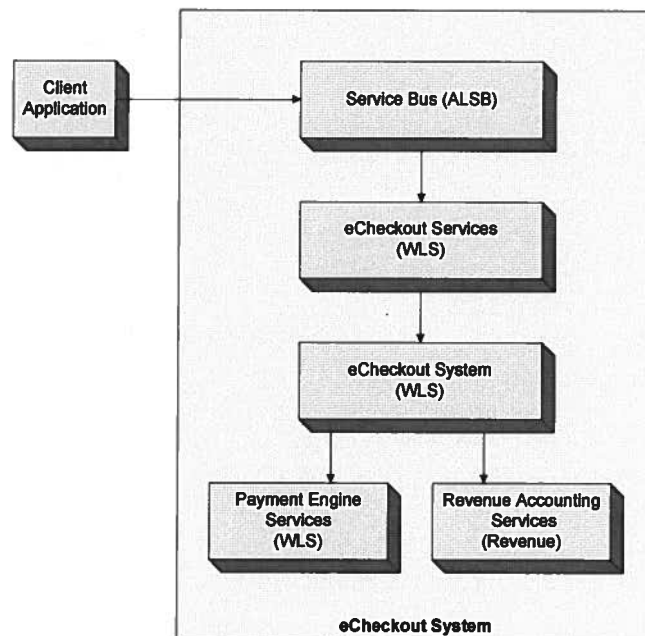 Client
Application
Service Bus (ALSB)
eCheckout Services
(WLS)
eCheckout System
(WLS)
Payment Engine
Services
(WLS)
Revenue Accounting
Services
(Revenue)
eCheckout System